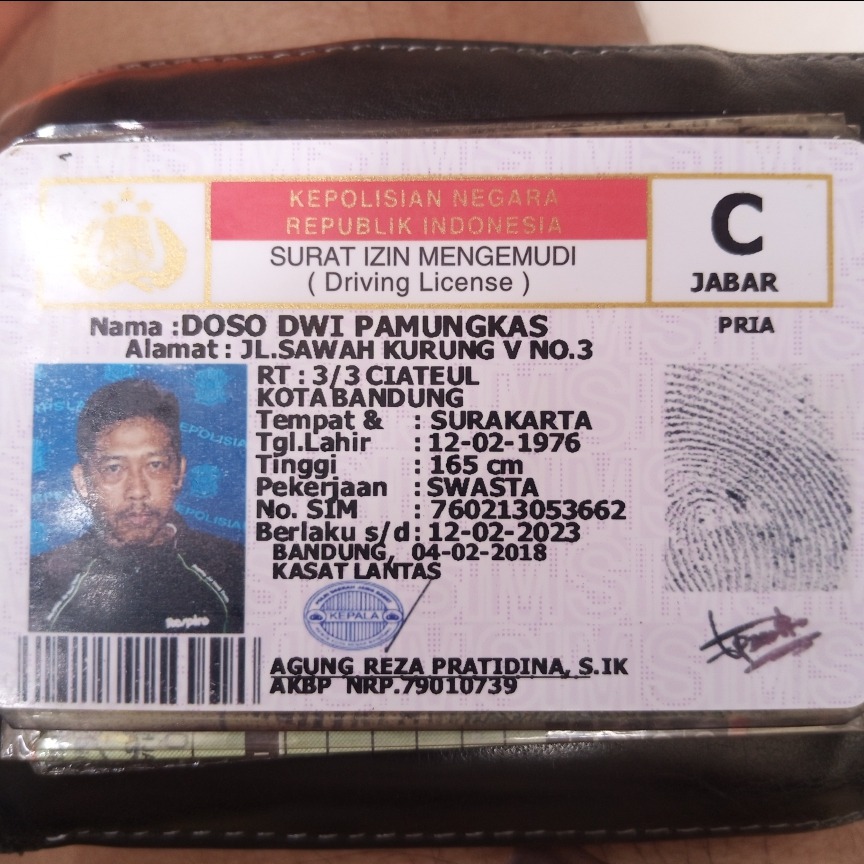 KEPOLISIAN NEGARA
REPUBLIK INDONESIA
SURAT IZIN MENGEMUDI
( Driving License )
C
JABAR
Nama : DOSO DWI PAMUNGKAS
PRIA
Alamat : JL.SAWAH KURUNG V NO.3
RT : 3/3 CIATEUL
KOTA BANDUNG
Tempat & : SURAKARTA
Tgl.Lahir : 12-02-1976
Tinggi : 165 cm
Pekerjaan : SWASTA
No. SIM : 760213053662
Berlaku s/d : 12-02-2023
BANDUNG, 04-02-2018
KASAT LANTAS
KEPALA
AGUNG REZA PRATIDINA, S.IK
AKBP NRP.79010739
Respiro